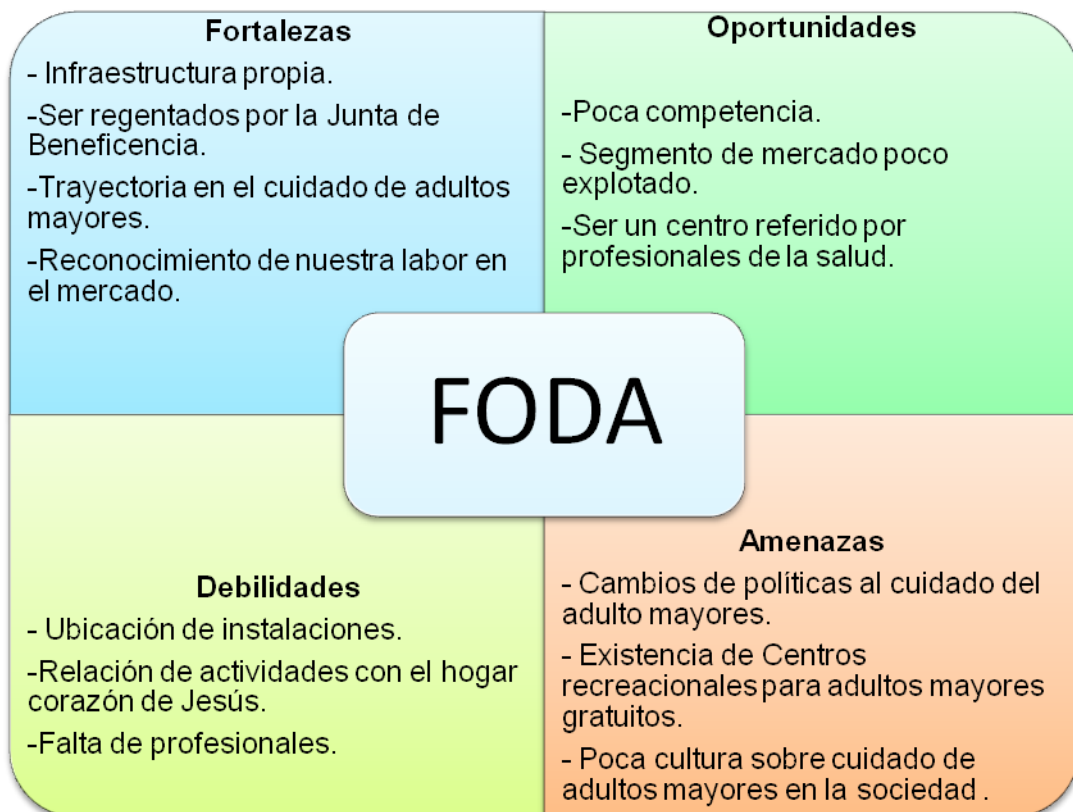 Fortalezas
- Infraestructura propia.
-Ser regentados por la Junta de
Beneficencia.
-Trayectoria en el cuidado de adultos
mayores.
-Reconocimiento de nuestra labor en
el mercado.
Oportunidades
-Poca competencia.
- Segmento de mercado poco
explotado.
-Ser un centro referido por
profesionales de la salud.
FODA
Debilidades
- Ubicación de instalaciones.
-Relación de actividades con el hogar
corazón de Jesús.
-Falta de profesionales.
Amenazas
- Cambios de políticas al cuidado del
adulto mayores.
- Existencia de Centros
recreacionales para adultos mayores
gratuitos.
- Poca cultura sobre cuidado de
adultos mayores en la sociedad .